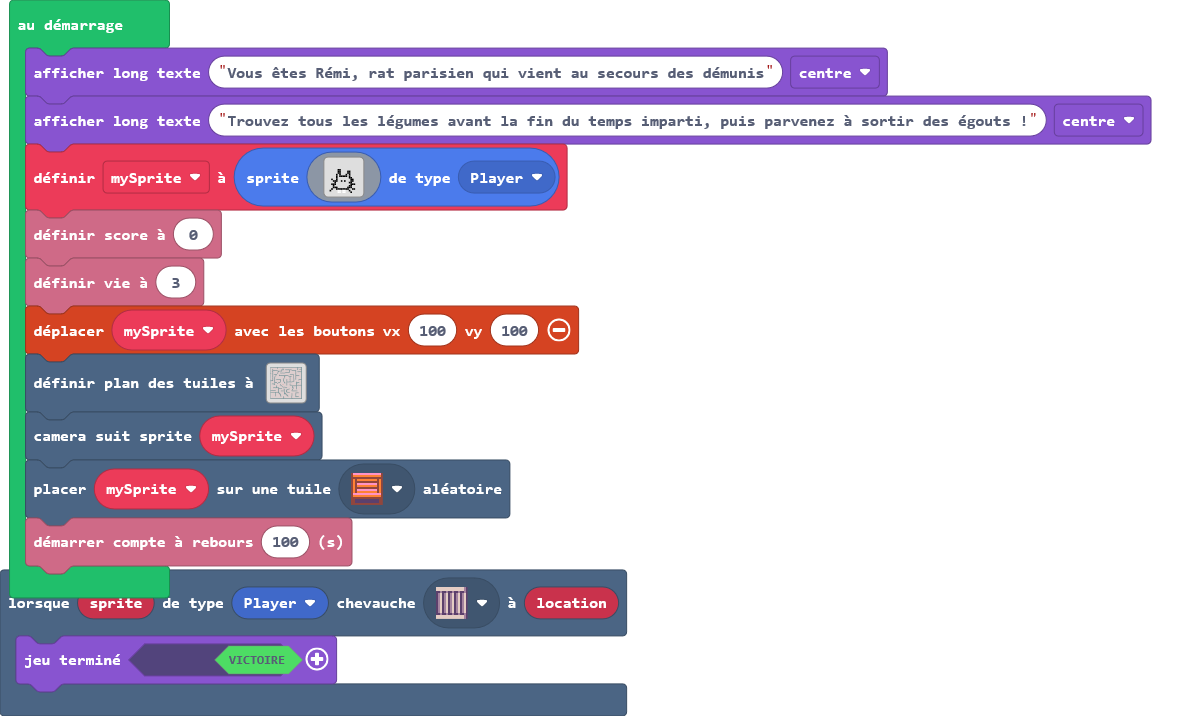 au démarrage
afficher long texte "Vous êtes Rémi, rat parisien qui vient au secours des démunis" centre
afficher long texte "Trouvez tous les légumes avant la fin du temps imparti, puis parvenez à sortir des égouts !" centre
définir mySprite à sprite de type Player
définir score à 0
définir vie à 3
déplacer mySprite avec les boutons vx 100 vy 100
définir plan des tuiles à
camera suit sprite mySprite
placer mySprite sur une tuile aléatoire
démarrer compte à rebours 100 (s)
lorsque sprite de type Player chevauche à location
jeu terminé VICTOIRE